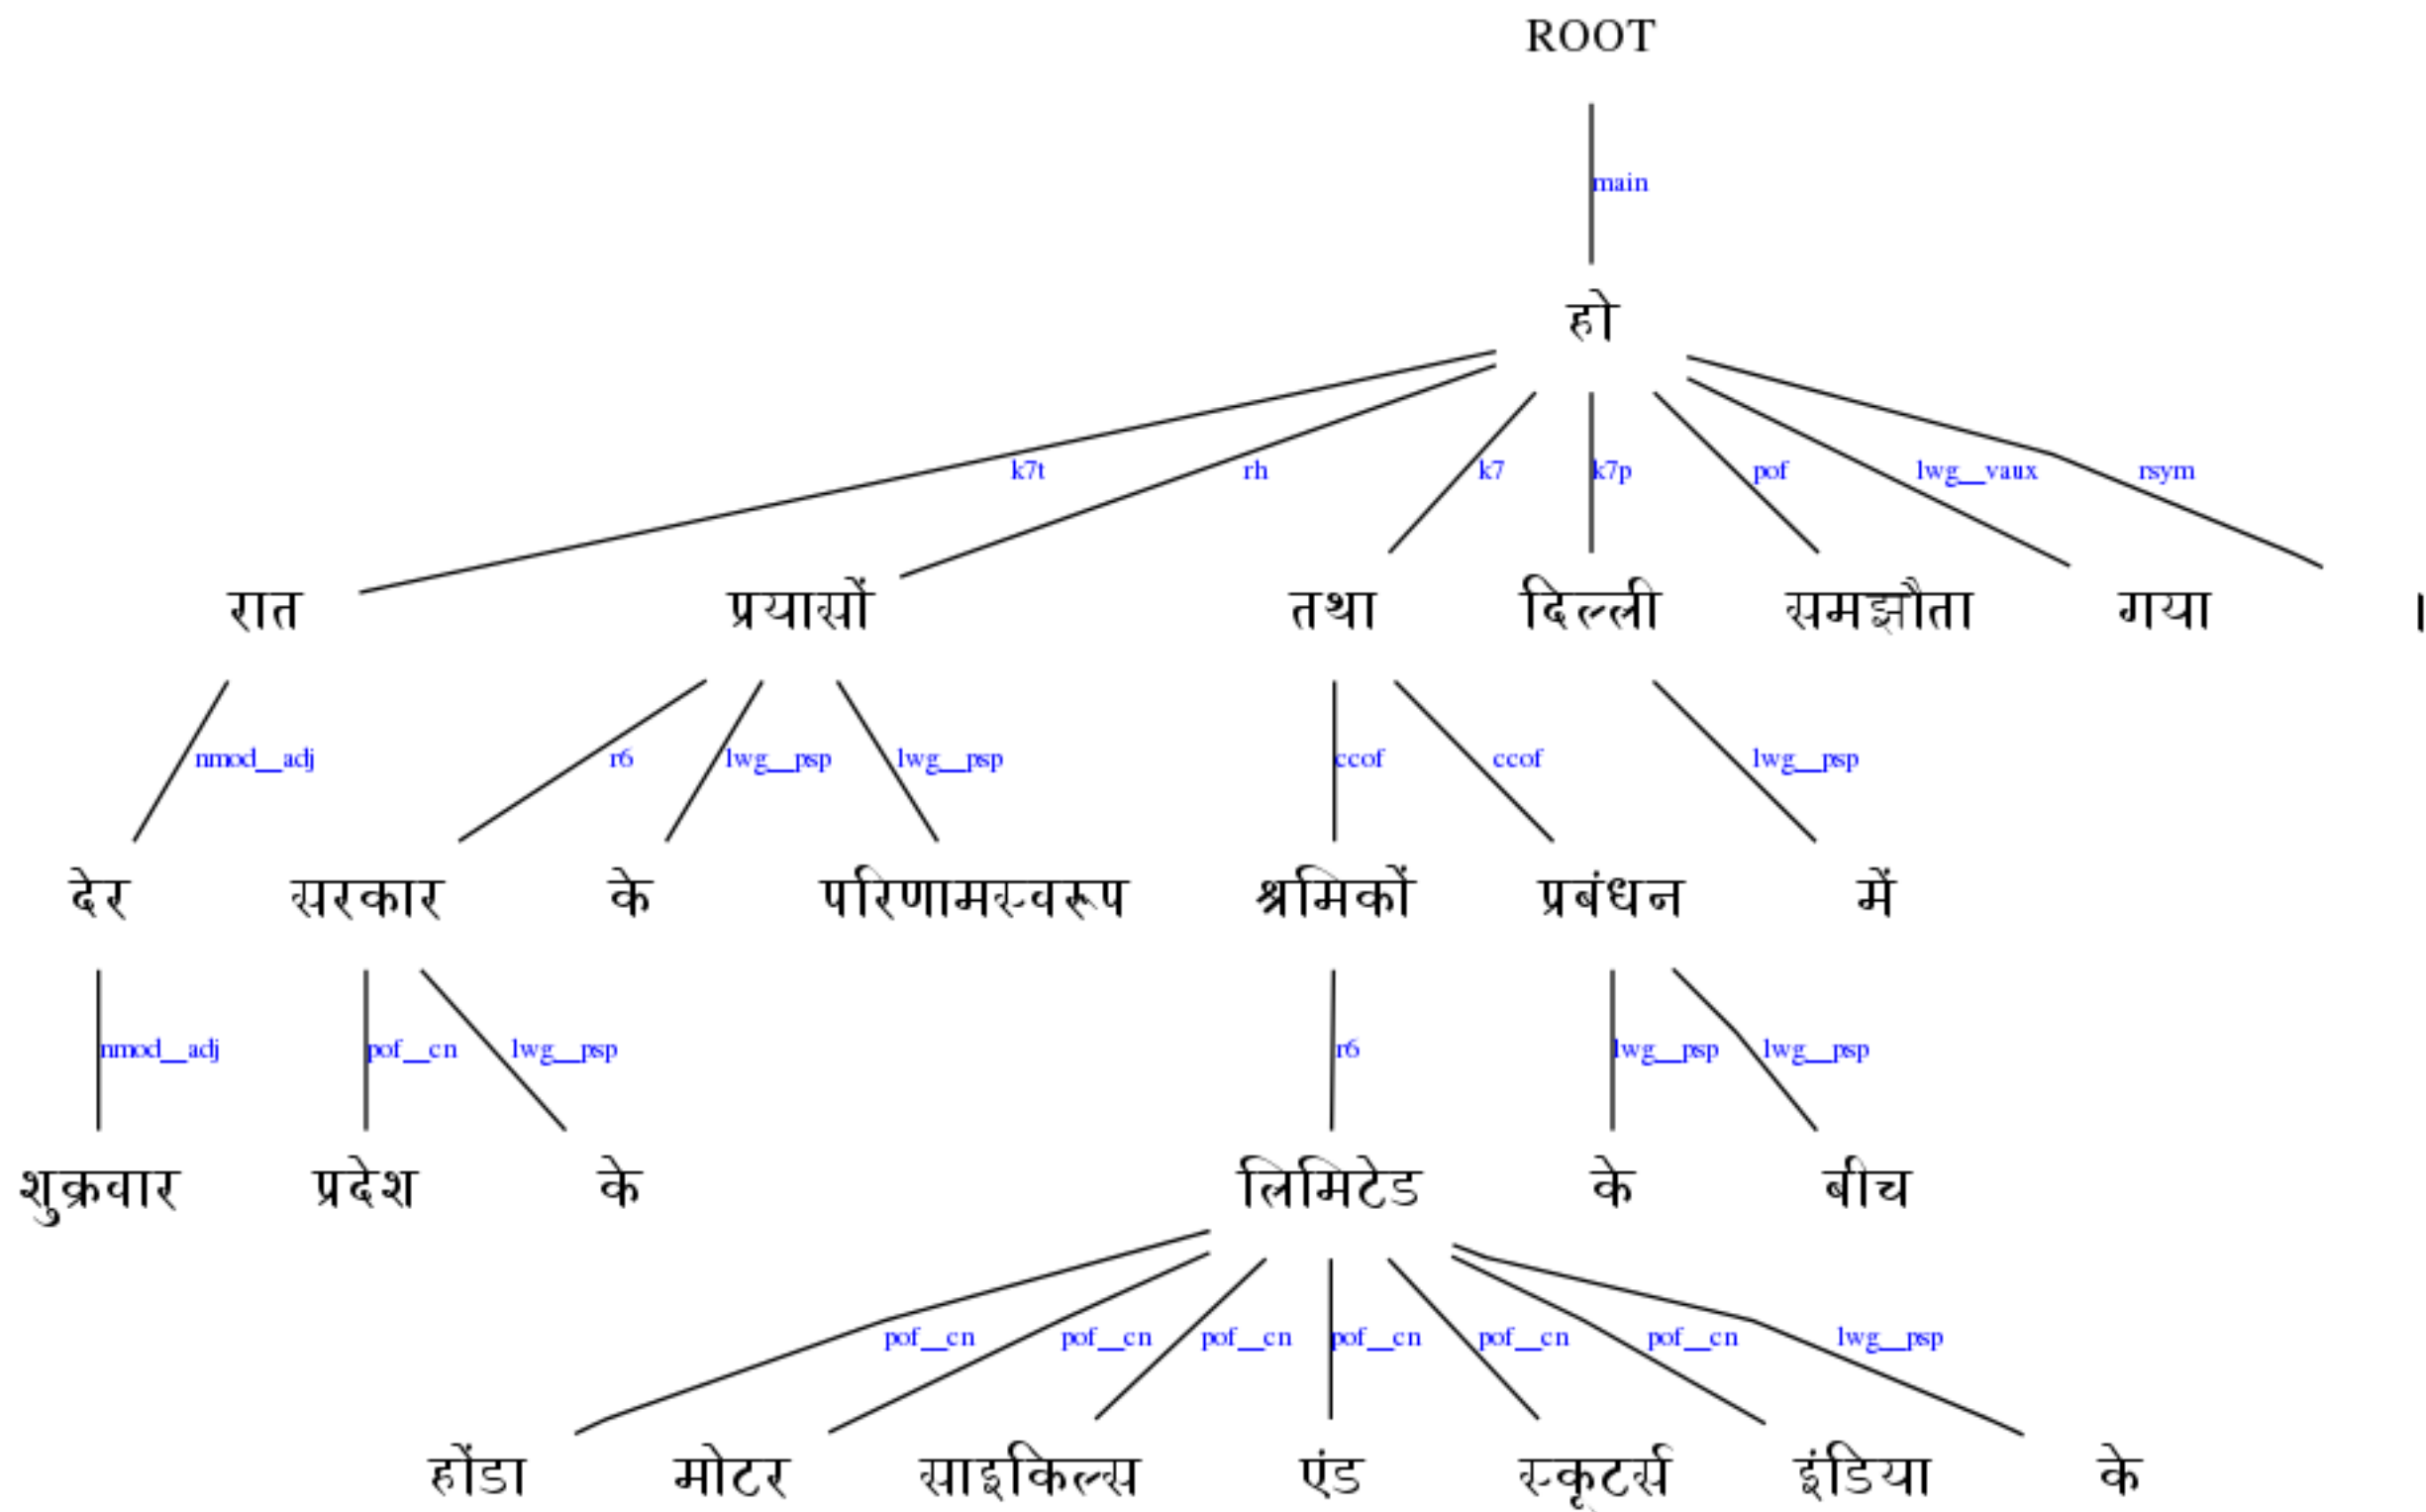 ROOT
main
हो
k7t rh k7 k7p pof lwg__vaux rsym
रात प्रयासों तथा दिल्ली समझौता गया ।
nmod__adj r6 lwg__psp lwg__psp ccof ccof lwg__psp
देर सरकार के परिणामस्वरूप श्रमिकों प्रबंधन में
nmod__adj pof__cn lwg__psp r6 lwg__psp lwg__psp
शुक्रवार प्रदेश के लिमिटेड के बीच
pof__cn pof__cn pof__cn pof__cn pof__cn pof__cn lwg__psp
होंडा मोटर साइकिल्स एंड स्कूटर्स इंडिया के